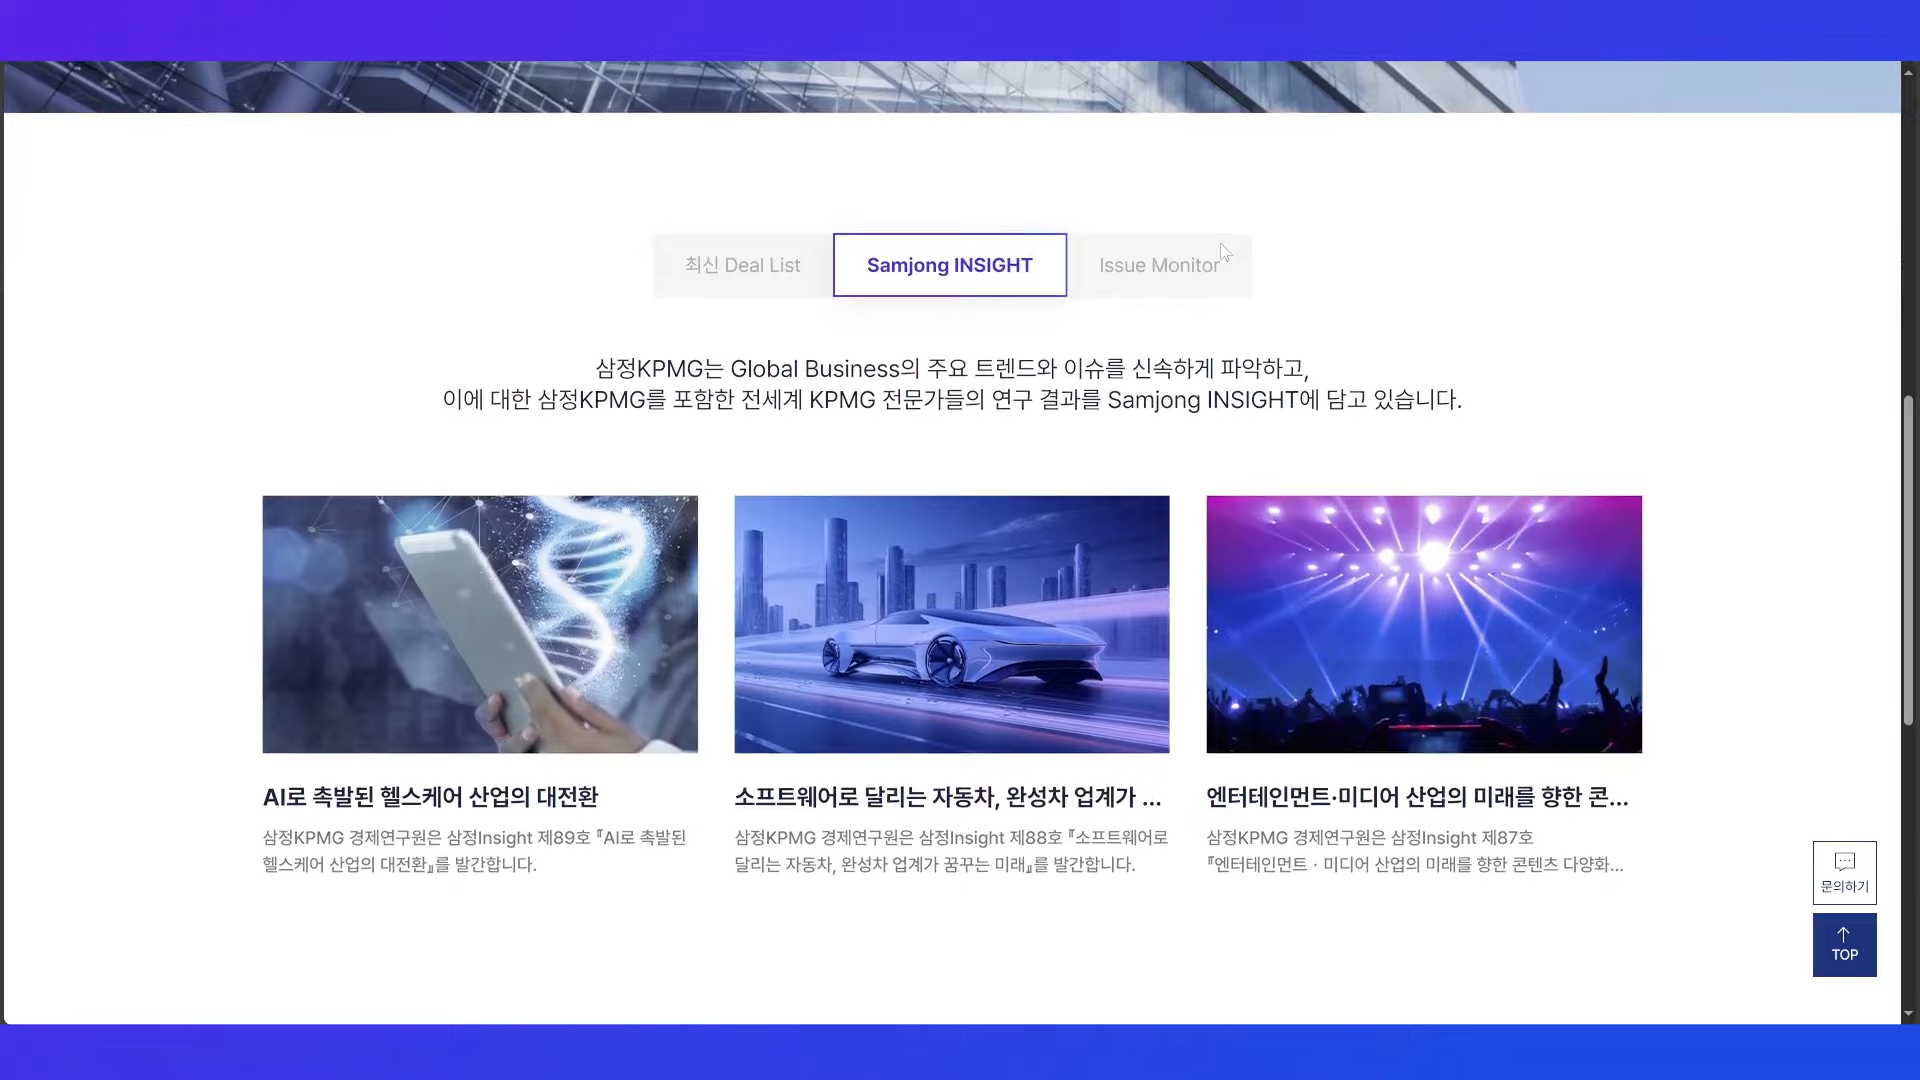 최신 Deal List
Samjong INSIGHT
Issue Monitor
삼정KPMG는 Global Business의 주요 트렌드와 이슈를 신속하게 파악하고,
이에 대한 삼정KPMG를 포함한 전세계 KPMG 전문가들의 연구 결과를 Samjong INSIGHT에 담고 있습니다.
AI로 촉발된 헬스케어 산업의 대전환
삼정KPMG 경제연구원은 삼정Insight 제89호 『AI로 촉발된
헬스케어 산업의 대전환』를 발간합니다.
소프트웨어로 달리는 자동차, 완성차 업계가 ...
삼정KPMG 경제연구원은 삼정Insight 제88호 『소프트웨어로
달리는 자동차, 완성차 업계가 꿈꾸는 미래』를 발간합니다.
엔터테인먼트·미디어 산업의 미래를 향한 콘...
삼정KPMG 경제연구원은 삼정Insight 제87호
『엔터테인먼트 · 미디어 산업의 미래를 향한 콘텐츠 다양화...
문의하기
TOP